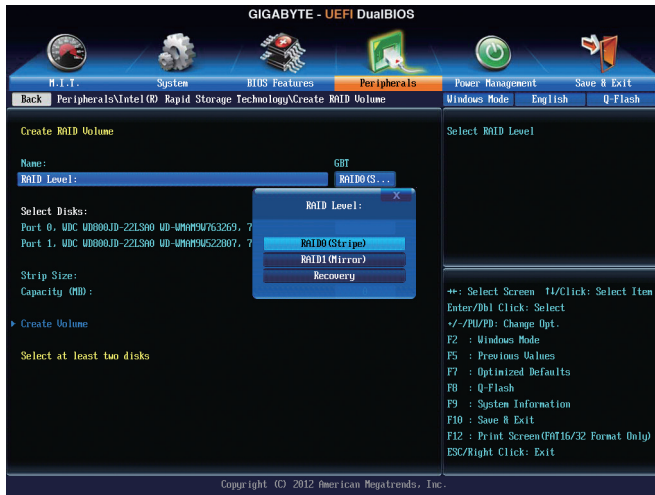 GIGABYTE - UEFI DualBIOS
M.I.T.
System
BIOS Features
Peripherals
Power Management
Save & Exit
Back Peripherals\Intel(R) Rapid Storage Technology\Create RAID Volume
Windows Mode
English
Q-Flash
Create RAID Volume
Name: GBT
RAID Level: RAID0(S...
Select Disks:
Port 0, WDC WD800JD-22LSA0 WD-WMAM9W763269, 7
Port 1, WDC WD800JD-22LSA0 WD-WMAM9U522807, 7
Strip Size:
Capacity (MB):
Create Volume
Select at least two disks
X
RAID Level:
RAID0(Stripe)
RAID1(Mirror)
Recovery
Select RAID Level
→←: Select Screen ↑↓/Click: Select Item
Enter/Dbl Click: Select
+/-/PU/PD: Change Opt.
F2 : Windows Mode
F5 : Previous Values
F7 : Optimized Defaults
F8 : Q-Flash
F9 : System Information
F10 : Save & Exit
F12 : Print Screen(FAT16/32 Format Only)
ESC/Right Click: Exit
Copyright (C) 2012 American Megatrends, Inc.